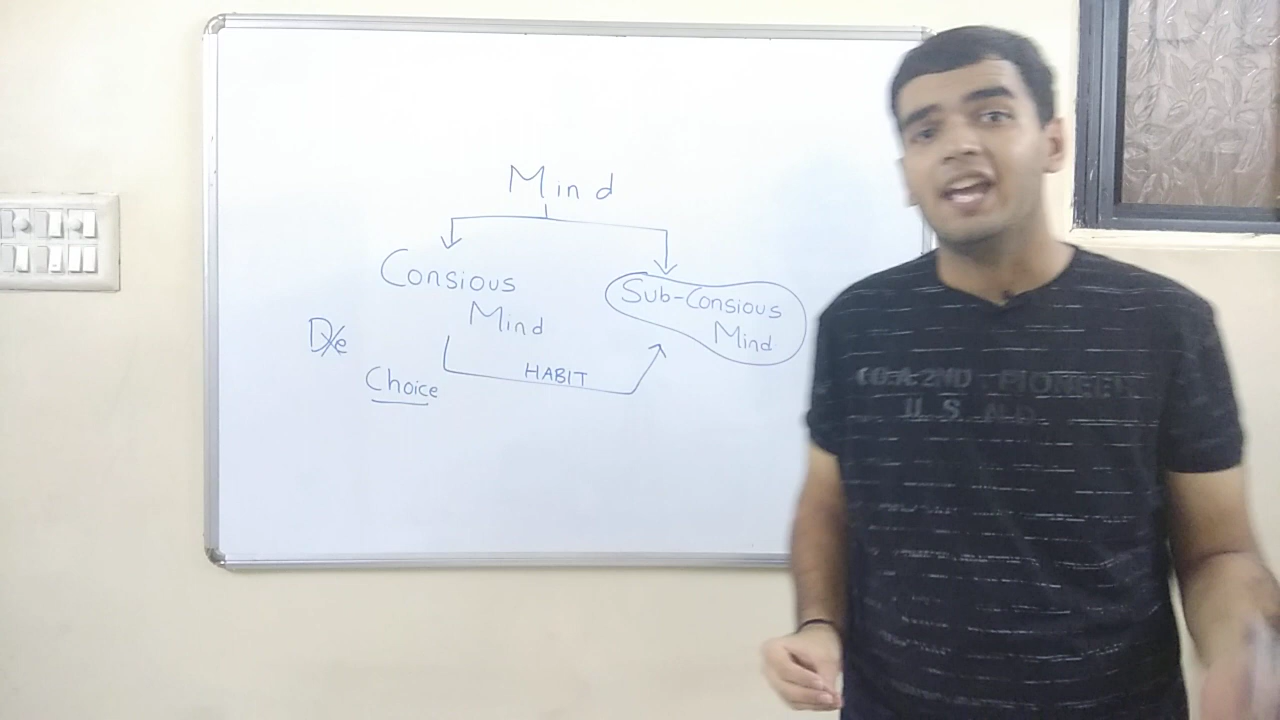 Mind
Consious
Mind
Sub-Consious
Mind
HABIT
Choice
U.S.